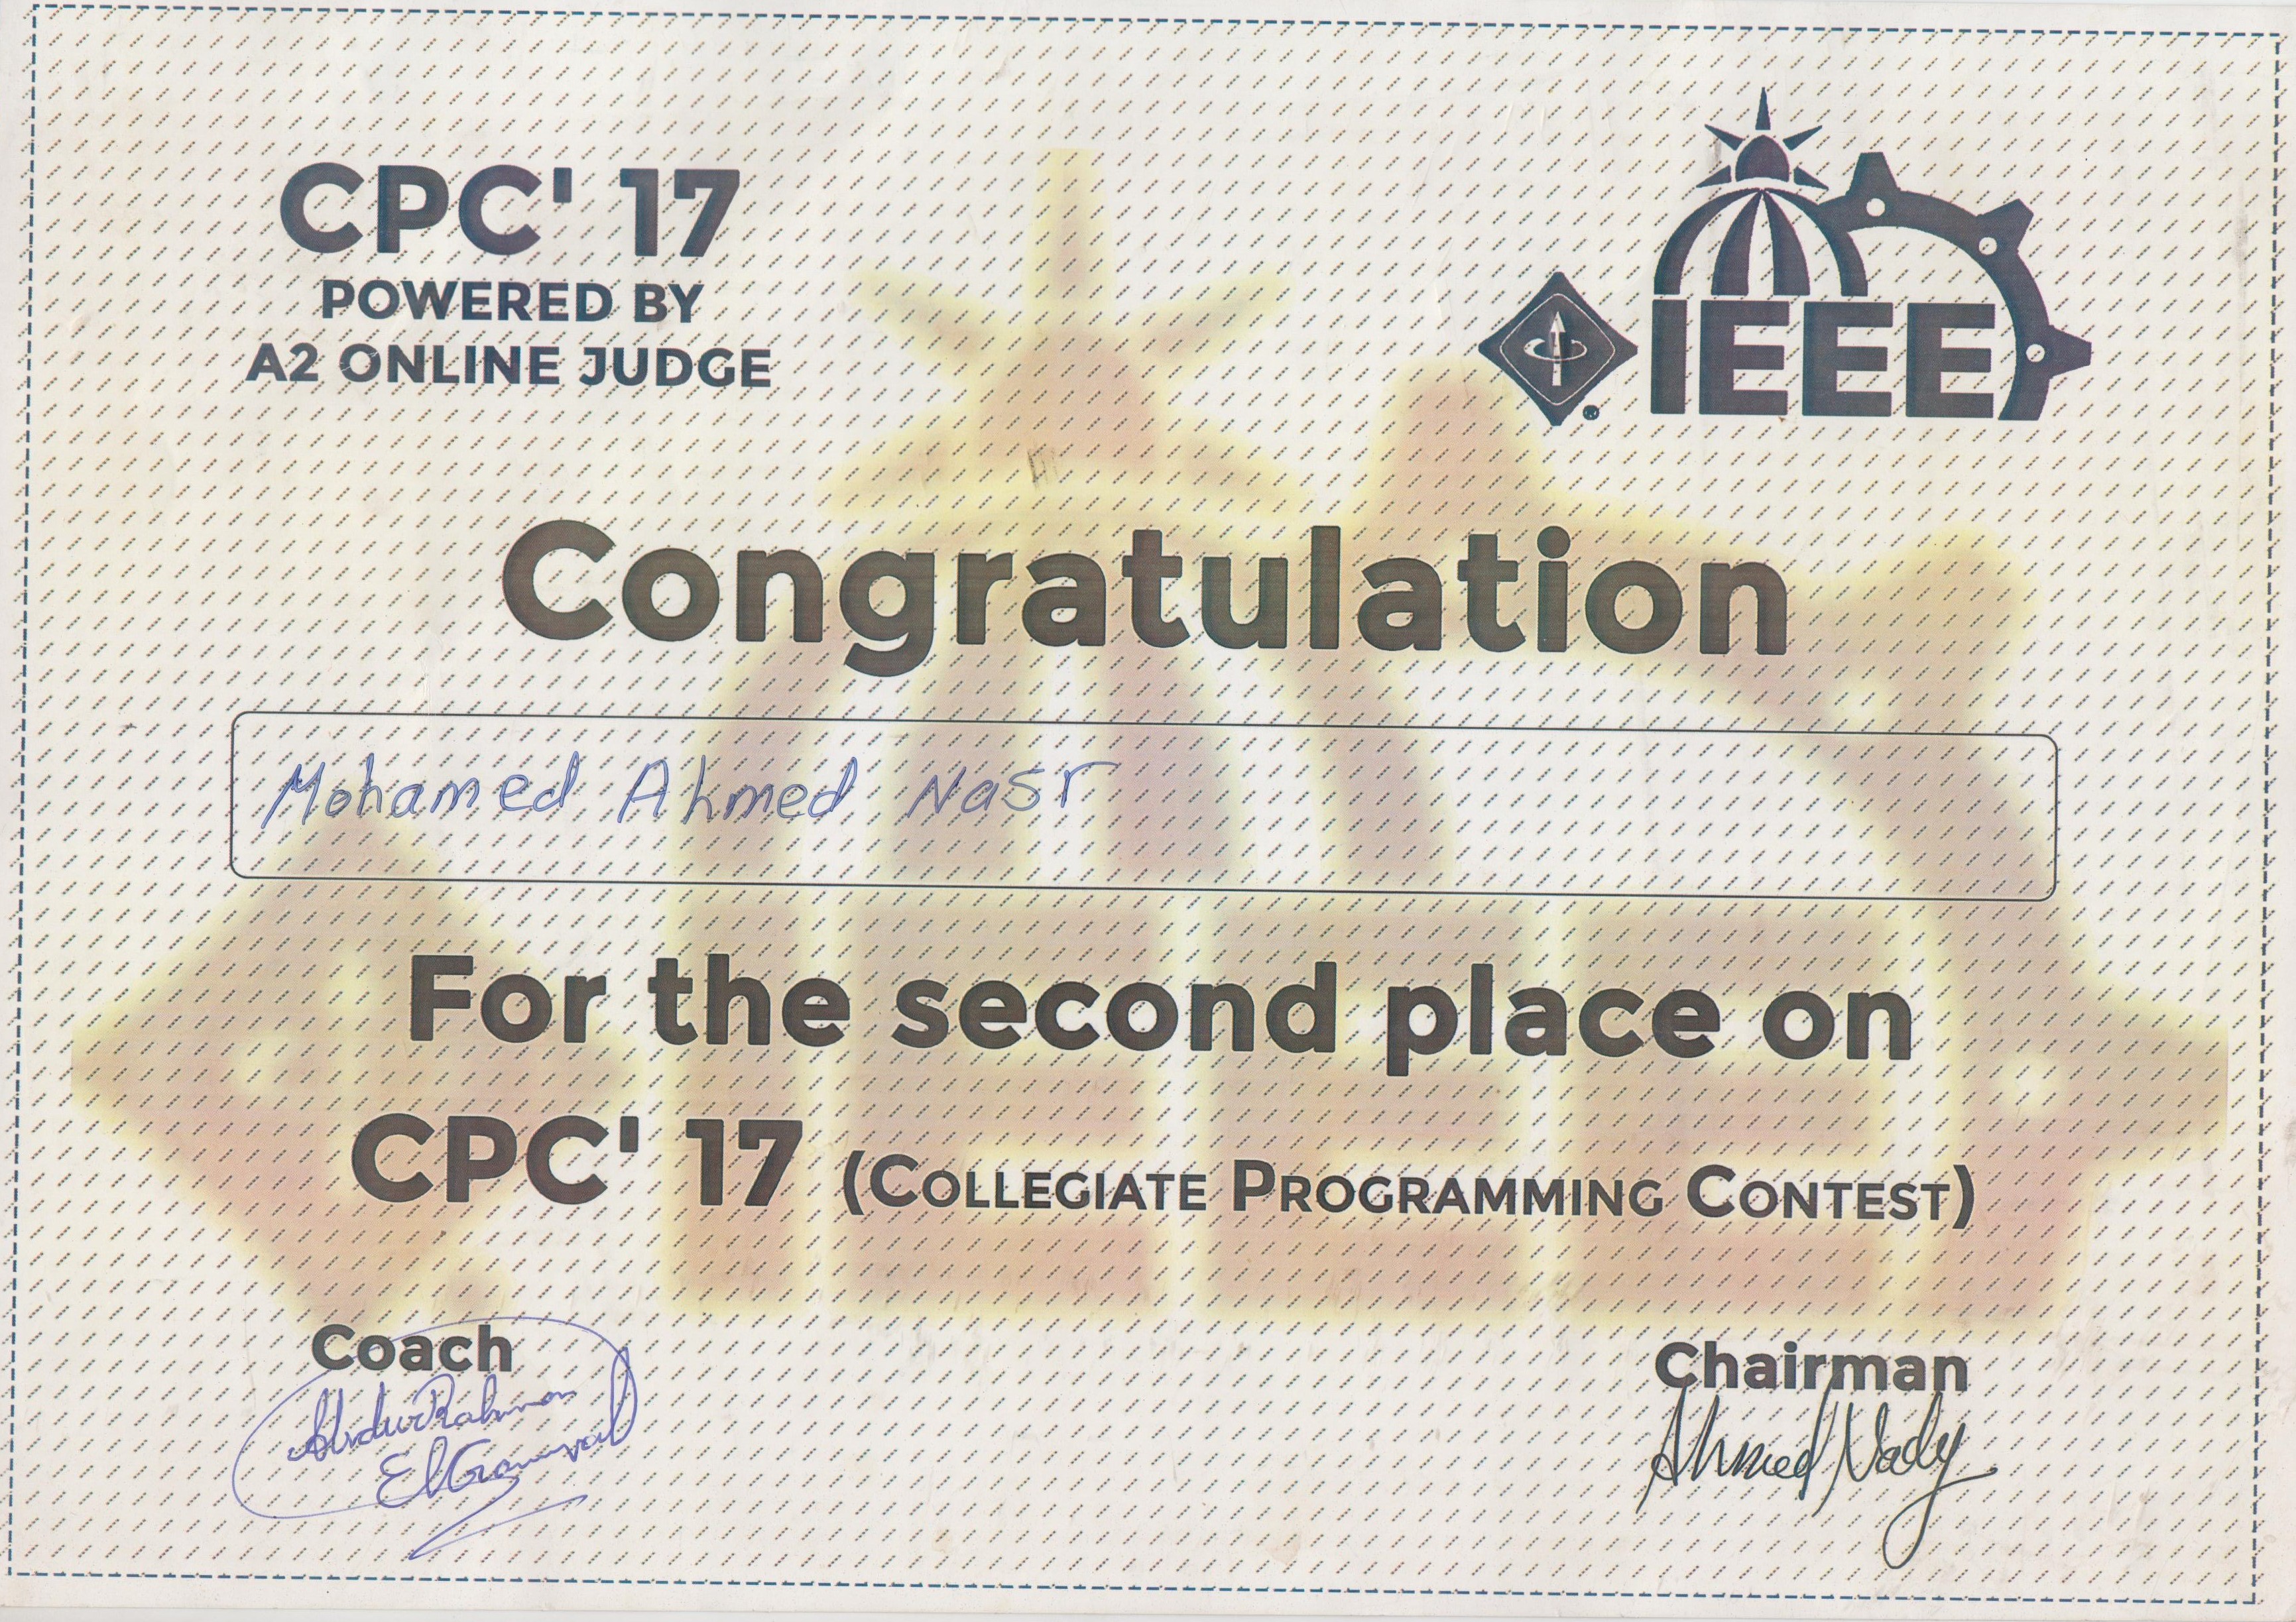 CPC' 17
POWERED BY
A2 ONLINE JUDGE
IEEE
Congratulation
Mohamed Ahmed Nasr
For the second place on
CPC' 17 (COLLEGIATE PROGRAMMING CONTEST)
Coach
AbdurRahman
Chairman
Ahmed Nady